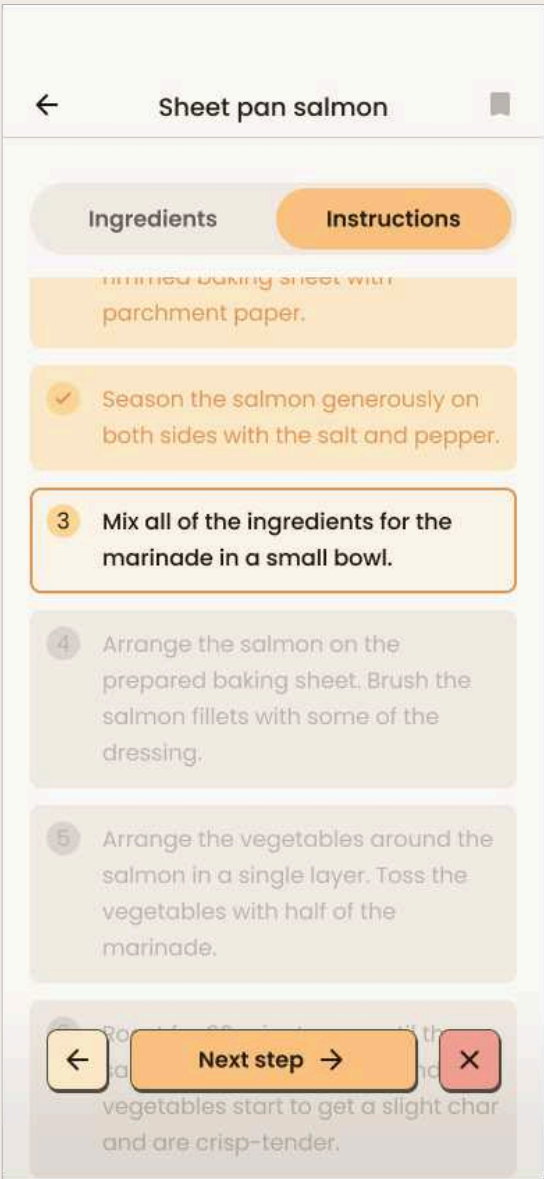 Sheet pan salmon
Ingredients
Instructions
rimmed baking sheet with
parchment paper.
Season the salmon generously on
both sides with the salt and pepper.
3
Mix all of the ingredients for the
marinade in a small bowl.
4
Arrange the salmon on the
prepared baking sheet. Brush the
salmon fillets with some of the
dressing.
5
Arrange the vegetables around the
salmon in a single layer. Toss the
vegetables with half of the
marinade.
Next step
vegetables start to get a slight char
and are crisp-tender.